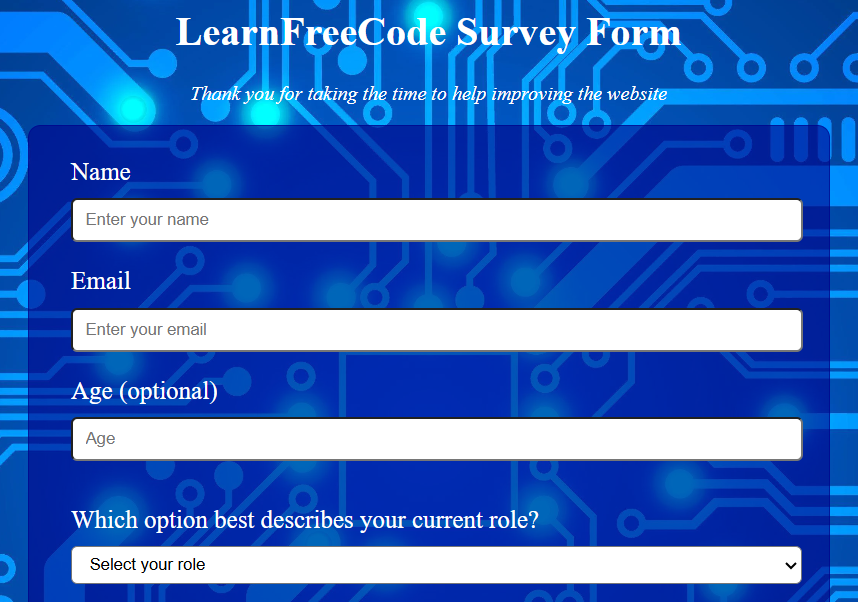 LearnFreeCode Survey Form
Thank you for taking the time to help improving the website
Name
Enter your name
Email
Enter your email
Age (optional)
Age
Which option best describes your current role?
Select your role